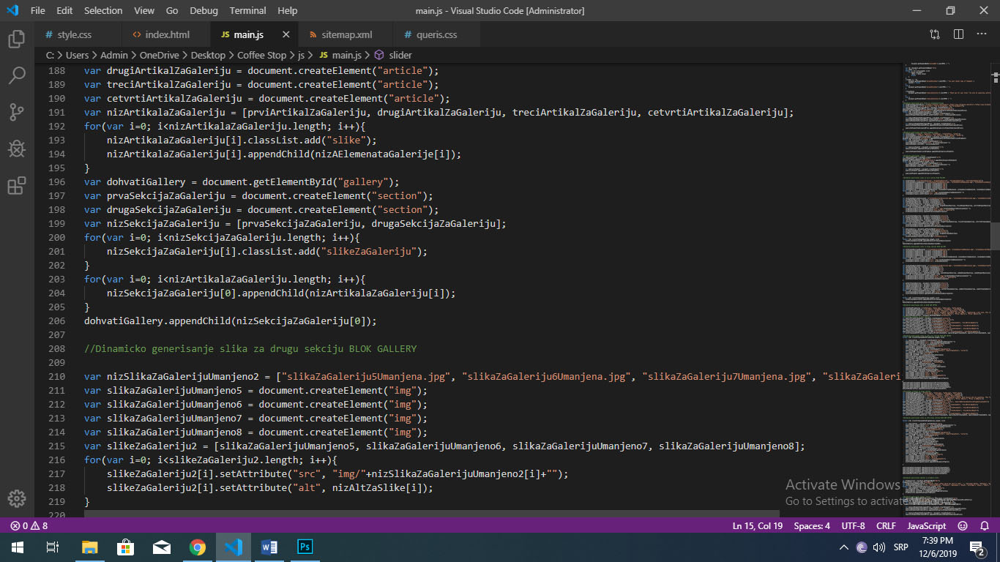 File Edit Selection View Go Debug Terminal Help main.js - Visual Studio Code [Administrator]
# style.css <> index.html JS main.js sitemap.xml # queris.css
C: > Users > Admin > OneDrive > Desktop > Coffee Stop > js > JS main.js > slider
188 var drugiArtikalZaGaleriju = document.createElement("article");
189 var treciArtikalZaGaleriju = document.createElement("article");
190 var cetvrtiArtikalZaGaleriju = document.createElement("article");
191 var nizArtikalaZaGaleriju = [prviArtikalZaGaleriju, drugiArtikalZaGaleriju, treciArtikalZaGaleriju, cetvrtiArtikalZaGaleriju];
192 for(var i=0; i<nizArtikalaZaGaleriju.length; i++){
193     nizArtikalaZaGaleriju[i].classList.add("slike");
194     nizArtikalaZaGaleriju[i].appendChild(nizAElemenataGalerije[i]);
195 }
196 var dohvatiGallery = document.getElementById("gallery");
197 var prvaSekcijaZaGaleriju = document.createElement("section");
198 var drugaSekcijaZaGaleriju = document.createElement("section");
199 var nizSekcijaZaGaleriju = [prvaSekcijaZaGaleriju, drugaSekcijaZaGaleriju];
200 for(var i=0; i<nizSekcijaZaGaleriju.length; i++){
201     nizSekcijaZaGaleriju[i].classList.add("slikeZaGaleriju");
202 }
203 for(var i=0; i<nizArtikalaZaGaleriju.length; i++){
204     nizSekcijaZaGaleriju[0].appendChild(nizArtikalaZaGaleriju[i]);
205 }
206 dohvatiGallery.appendChild(nizSekcijaZaGaleriju[0]);
207
208 //Dinamicko generisanje slika za drugu sekciju BLOK GALLERY
209
210 var nizSlikaZaGalerijuUmanjeno2 = ["slikaZaGaleriju5Umanjena.jpg", "slikaZaGaleriju6Umanjena.jpg", "slikaZaGaleriju7Umanjena.jpg", "slikaZaGaleri
211 var slikaZaGalerijuUmanjeno5 = document.createElement("img");
212 var slikaZaGalerijuUmanjeno6 = document.createElement("img");
213 var slikaZaGalerijuUmanjeno7 = document.createElement("img");
214 var slikaZaGalerijuUmanjeno8 = document.createElement("img");
215 var slikeZaGaleriju2 = [slikaZaGalerijuUmanjeno5, slikaZaGalerijuUmanjeno6, slikaZaGalerijuUmanjeno7, slikaZaGalerijuUmanjeno8];
216 for(var i=0; i<slikeZaGaleriju2.length; i++){
217     slikeZaGaleriju2[i].setAttribute("src", "img/"+nizSlikaZaGalerijuUmanjeno2[i]+"");
218     slikeZaGaleriju2[i].setAttribute("alt", nizAltZaSlike[i]);
219 }
220
Activate Windows
Go to Settings to activate Windows.
0 8 Ln 15, Col 19 Spaces: 4 UTF-8 CRLF JavaScript
W Ps SRP 7:39 PM
12/6/2019 2